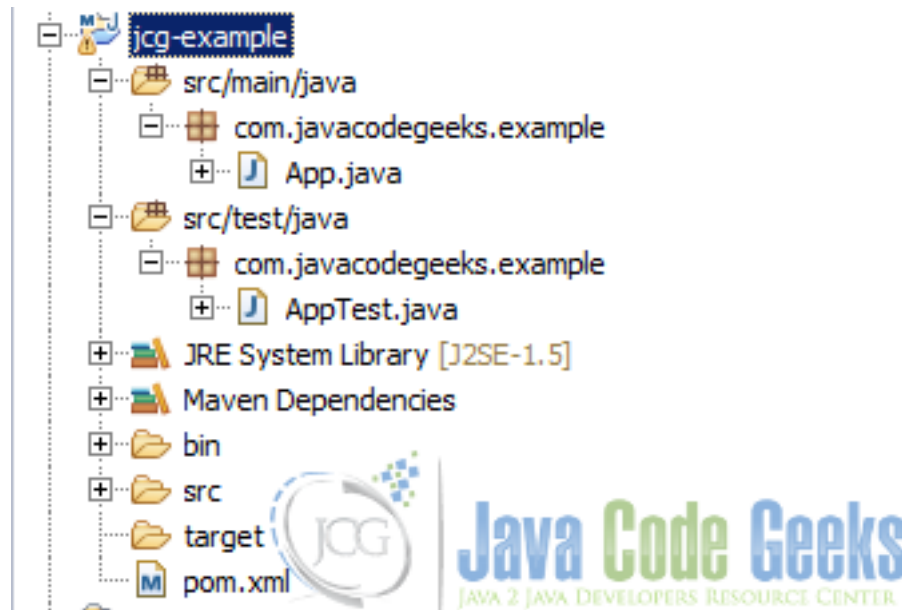 jcg-example
src/main/java
com.javacodegeeks.example
App.java
src/test/java
com.javacodegeeks.example
AppTest.java
JRE System Library [J2SE-1.5]
Maven Dependencies
bin
src
target
pom.xml
JCG
Java Code Geeks
JAVA 2 JAVA DEVELOPERS RESOURCE CENTER